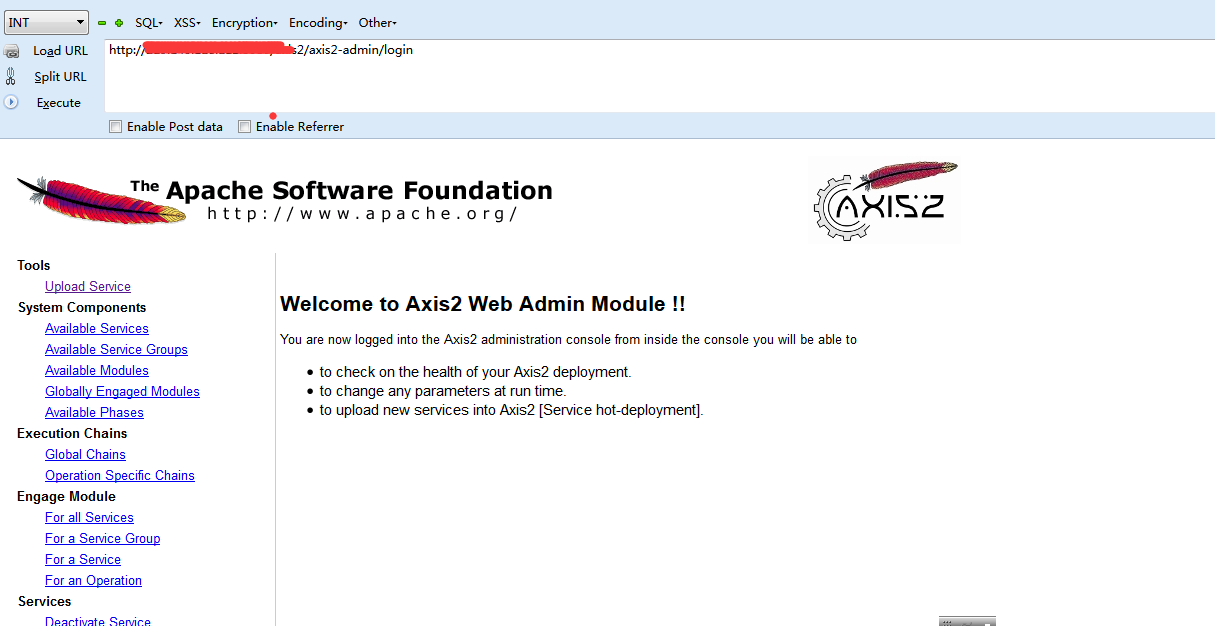 INT SQL XSS Encryption Encoding Other
Load URL http:// s2/axis2-admin/login
Split URL
Execute
Enable Post data Enable Referrer
The Apache Software Foundation
http://www.apache.org/
AXIS2
Tools
Upload Service
System Components
Available Services
Available Service Groups
Available Modules
Globally Engaged Modules
Available Phases
Execution Chains
Global Chains
Operation Specific Chains
Engage Module
For all Services
For a Service Group
For a Service
For an Operation
Services
Deactivate Service
Welcome to Axis2 Web Admin Module !!
You are now logged into the Axis2 administration console from inside the console you will be able to
to check on the health of your Axis2 deployment.
to change any parameters at run time.
to upload new services into Axis2 [Service hot-deployment].